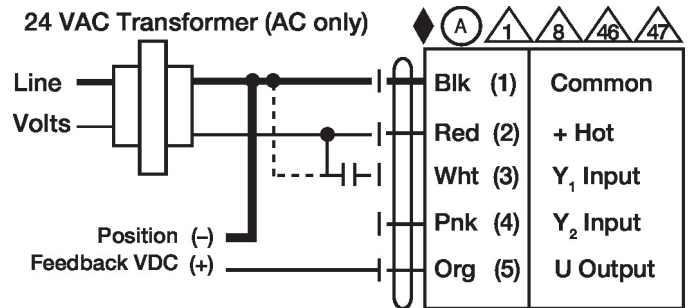 24 VAC Transformer (AC only)
A 1 8 46 47
Line
Volts
Blk (1) Common
Red (2) + Hot
Wht (3) Y₁ Input
Pnk (4) Y₂ Input
Org (5) U Output
Position (–)
Feedback VDC (+)